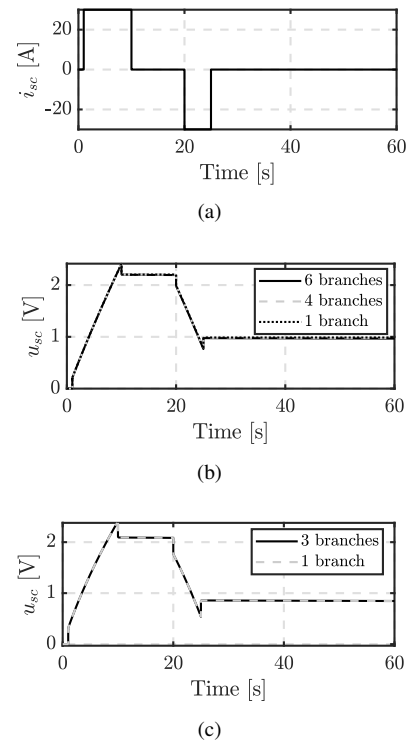 20
0
-20
i_sc [A]
0 20 40 60
Time [s]
(a)
2
1
0
u_sc [V]
6 branches
4 branches
1 branch
0 20 40 60
Time [s]
(b)
2
1
0
u_sc [V]
3 branches
1 branch
0 20 40 60
Time [s]
(c)